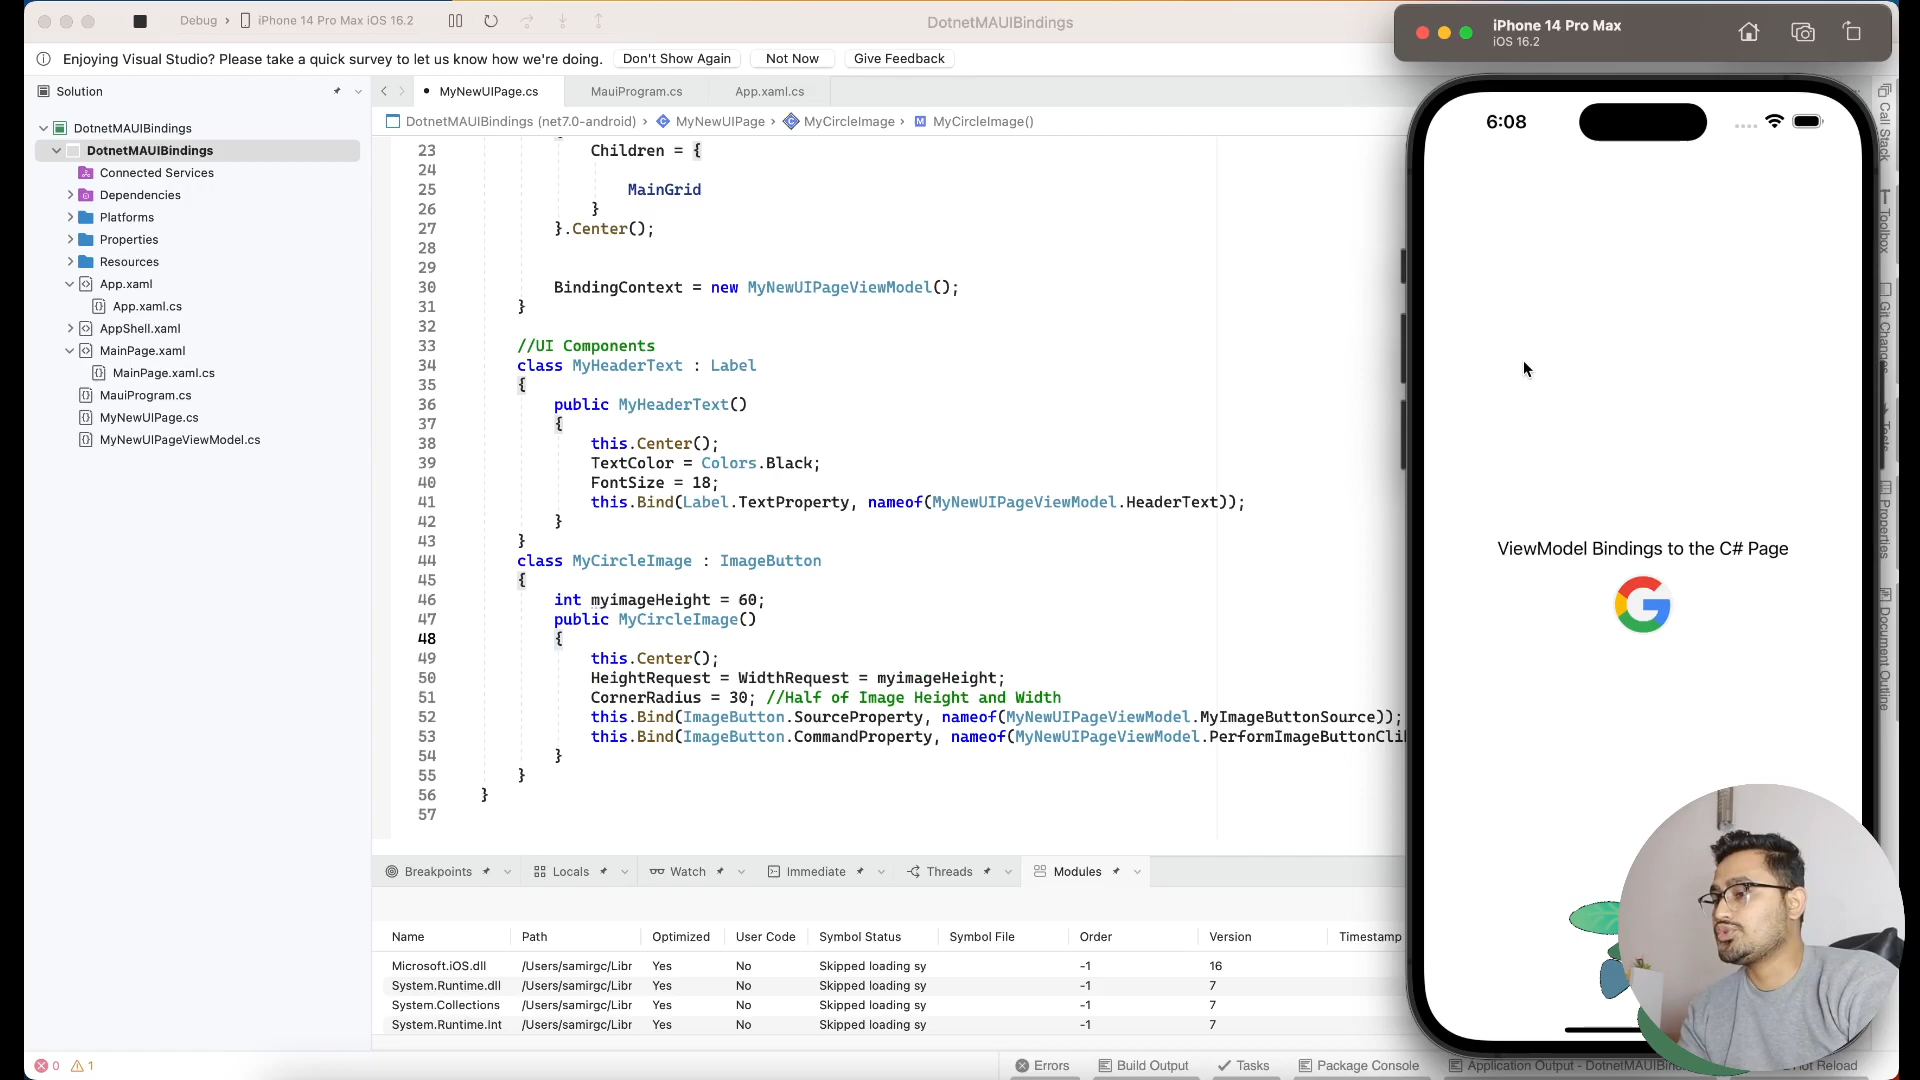 Debug > iPhone 14 Pro Max iOS 16.2
DotnetMAUIBindings
iPhone 14 Pro Max
iOS 16.2
Enjoying Visual Studio? Please take a quick survey to let us know how we're doing. Don't Show Again Not Now Give Feedback
Solution
DotnetMAUIBindings
DotnetMAUIBindings
Connected Services
Dependencies
Platforms
Properties
Resources
App.xaml
App.xaml.cs
AppShell.xaml
MainPage.xaml
MainPage.xaml.cs
MauiProgram.cs
MyNewUIPage.cs
MyNewUIPageViewModel.cs
MyNewUIPage.cs MauiProgram.cs App.xaml.cs
DotnetMAUIBindings (net7.0-android) > MyNewUIPage > MyCircleImage > MyCircleImage()
23 Children = {
24
25 MainGrid
26 }
27 }.Center();
28
29
30 BindingContext = new MyNewUIPageViewModel();
31 }
32
33 //UI Components
34 class MyHeaderText : Label
35 {
36 public MyHeaderText()
37 {
38 this.Center();
39 TextColor = Colors.Black;
40 FontSize = 18;
41 this.Bind(Label.TextProperty, nameof(MyNewUIPageViewModel.HeaderText));
42 }
43 }
44 class MyCircleImage : ImageButton
45 {
46 int myimageHeight = 60;
47 public MyCircleImage()
48 {
49 this.Center();
50 HeightRequest = WidthRequest = myimageHeight;
51 CornerRadius = 30; //Half of Image Height and Width
52 this.Bind(ImageButton.SourceProperty, nameof(MyNewUIPageViewModel.MyImageButtonSource));
53 this.Bind(ImageButton.CommandProperty, nameof(MyNewUIPageViewModel.PerformImageButtonCli
54 }
55 }
56 }
57
6:08
ViewModel Bindings to the C# Page
Call Stack
Toolbox
Git Changes
Tests
Properties
Document Outline
Breakpoints Locals Watch Immediate Threads Modules
Name Path Optimized User Code Symbol Status Symbol File Order Version Timestamp
Microsoft.iOS.dll /Users/samirgc/Libr Yes No Skipped loading sy -1 16
System.Runtime.dll /Users/samirgc/Libr Yes No Skipped loading sy -1 7
System.Collections /Users/samirgc/Libr Yes No Skipped loading sy -1 7
System.Runtime.Int /Users/samirgc/Libr Yes No Skipped loading sy -1 7
0 1
Errors Build Output Tasks Package Console Application Output - DotnetMAUIBin Reload